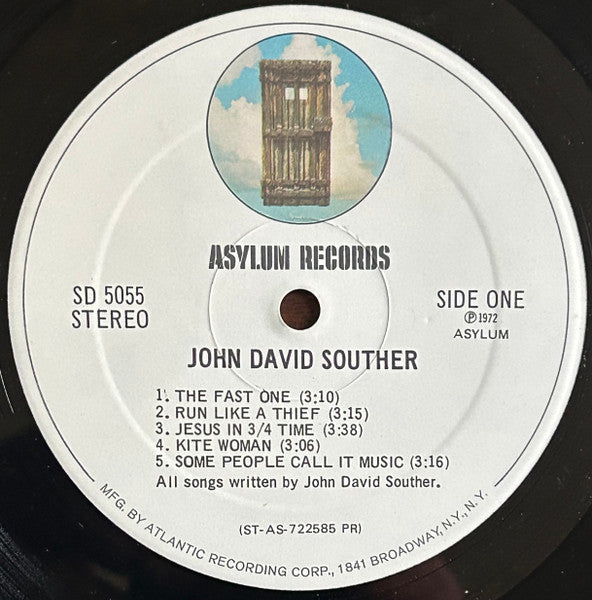 ASYLUM RECORDS
SD 5055
STEREO
SIDE ONE
℗ 1972
ASYLUM
JOHN DAVID SOUTHER
1. THE FAST ONE (3:10)
2. RUN LIKE A THIEF (3:15)
3. JESUS IN 3/4 TIME (3:38)
4. KITE WOMAN (3:06)
5. SOME PEOPLE CALL IT MUSIC (3:16)
All songs written by John David Souther.
(ST-AS-722585 PR)
MFG. BY ATLANTIC RECORDING CORP., 1841 BROADWAY, N.Y., N.Y.